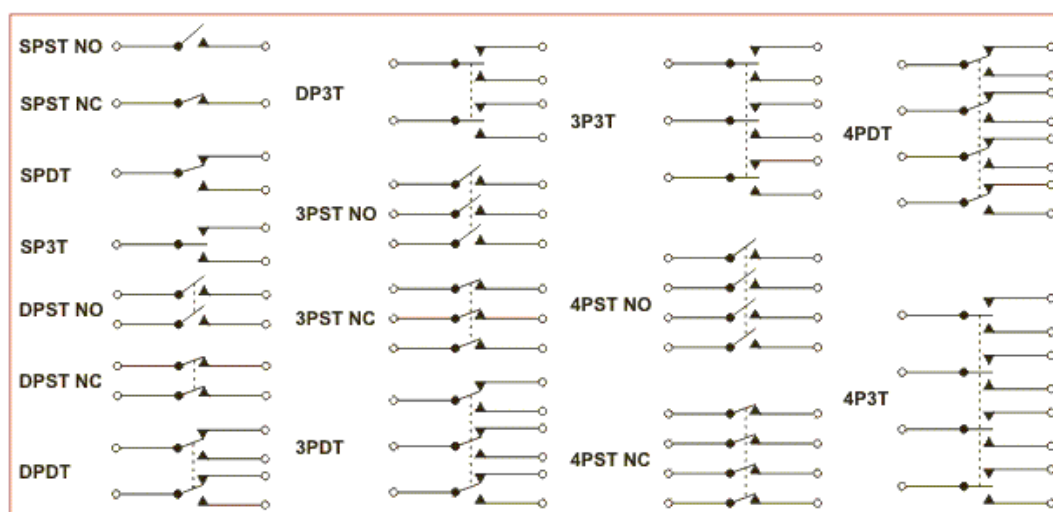 SPST NO
SPST NC
SPDT
SP3T
DPST NO
DPST NC
DPDT
DP3T
3PST NO
3PST NC
3PDT
3P3T
4PST NO
4PST NC
4PDT
4P3T